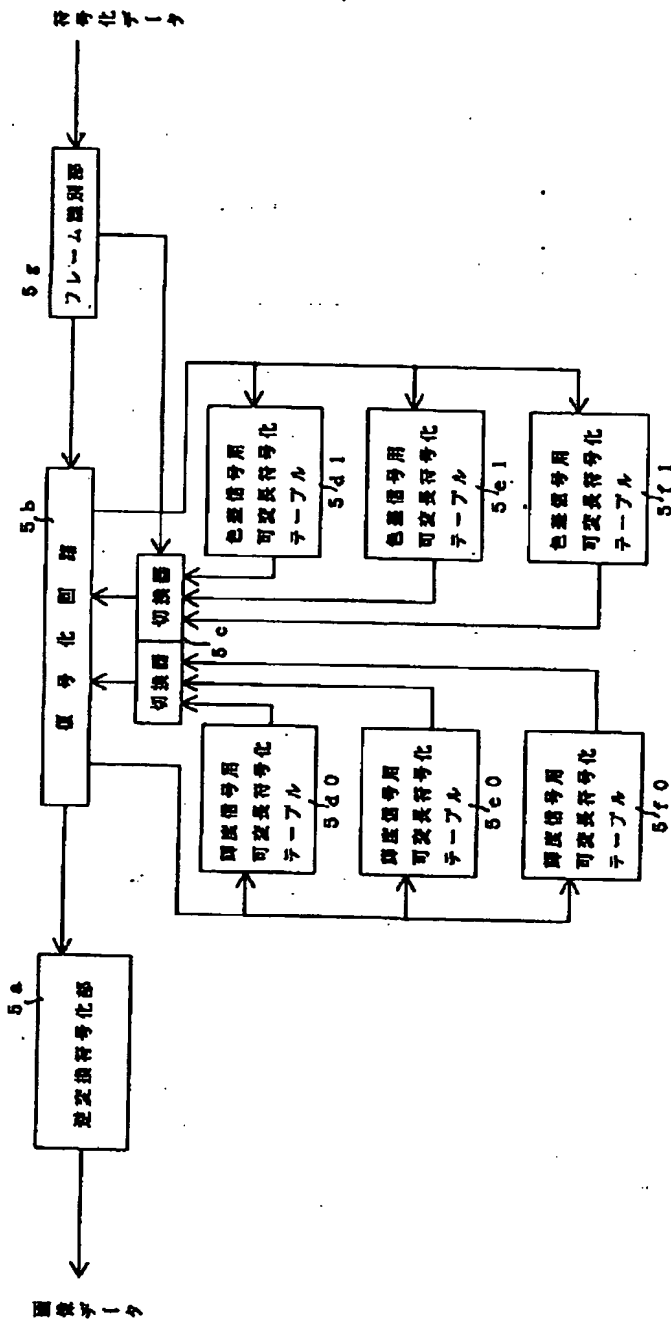 符号化データ
5g
フレーム識別部
5b
復号化回路
切換器
切換器
5c
色差信号用
可変長符号化
テーブル
5d1
色差信号用
可変長符号化
テーブル
5e1
色差信号用
可変長符号化
テーブル
5f1
輝度信号用
可変長符号化
テーブル
5d0
輝度信号用
可変長符号化
テーブル
5e0
輝度信号用
可変長符号化
テーブル
5f0
5a
逆変換符号化部
画像データ